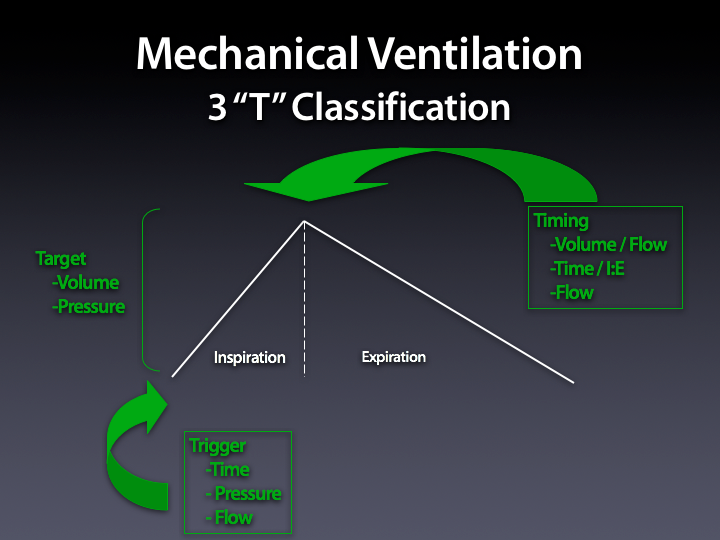 Mechanical Ventilation
3 “T” Classification
Timing
-Volume / Flow
-Time / I:E
-Flow
Target
-Volume
-Pressure
Inspiration
Expiration
Trigger
-Time
- Pressure
- Flow